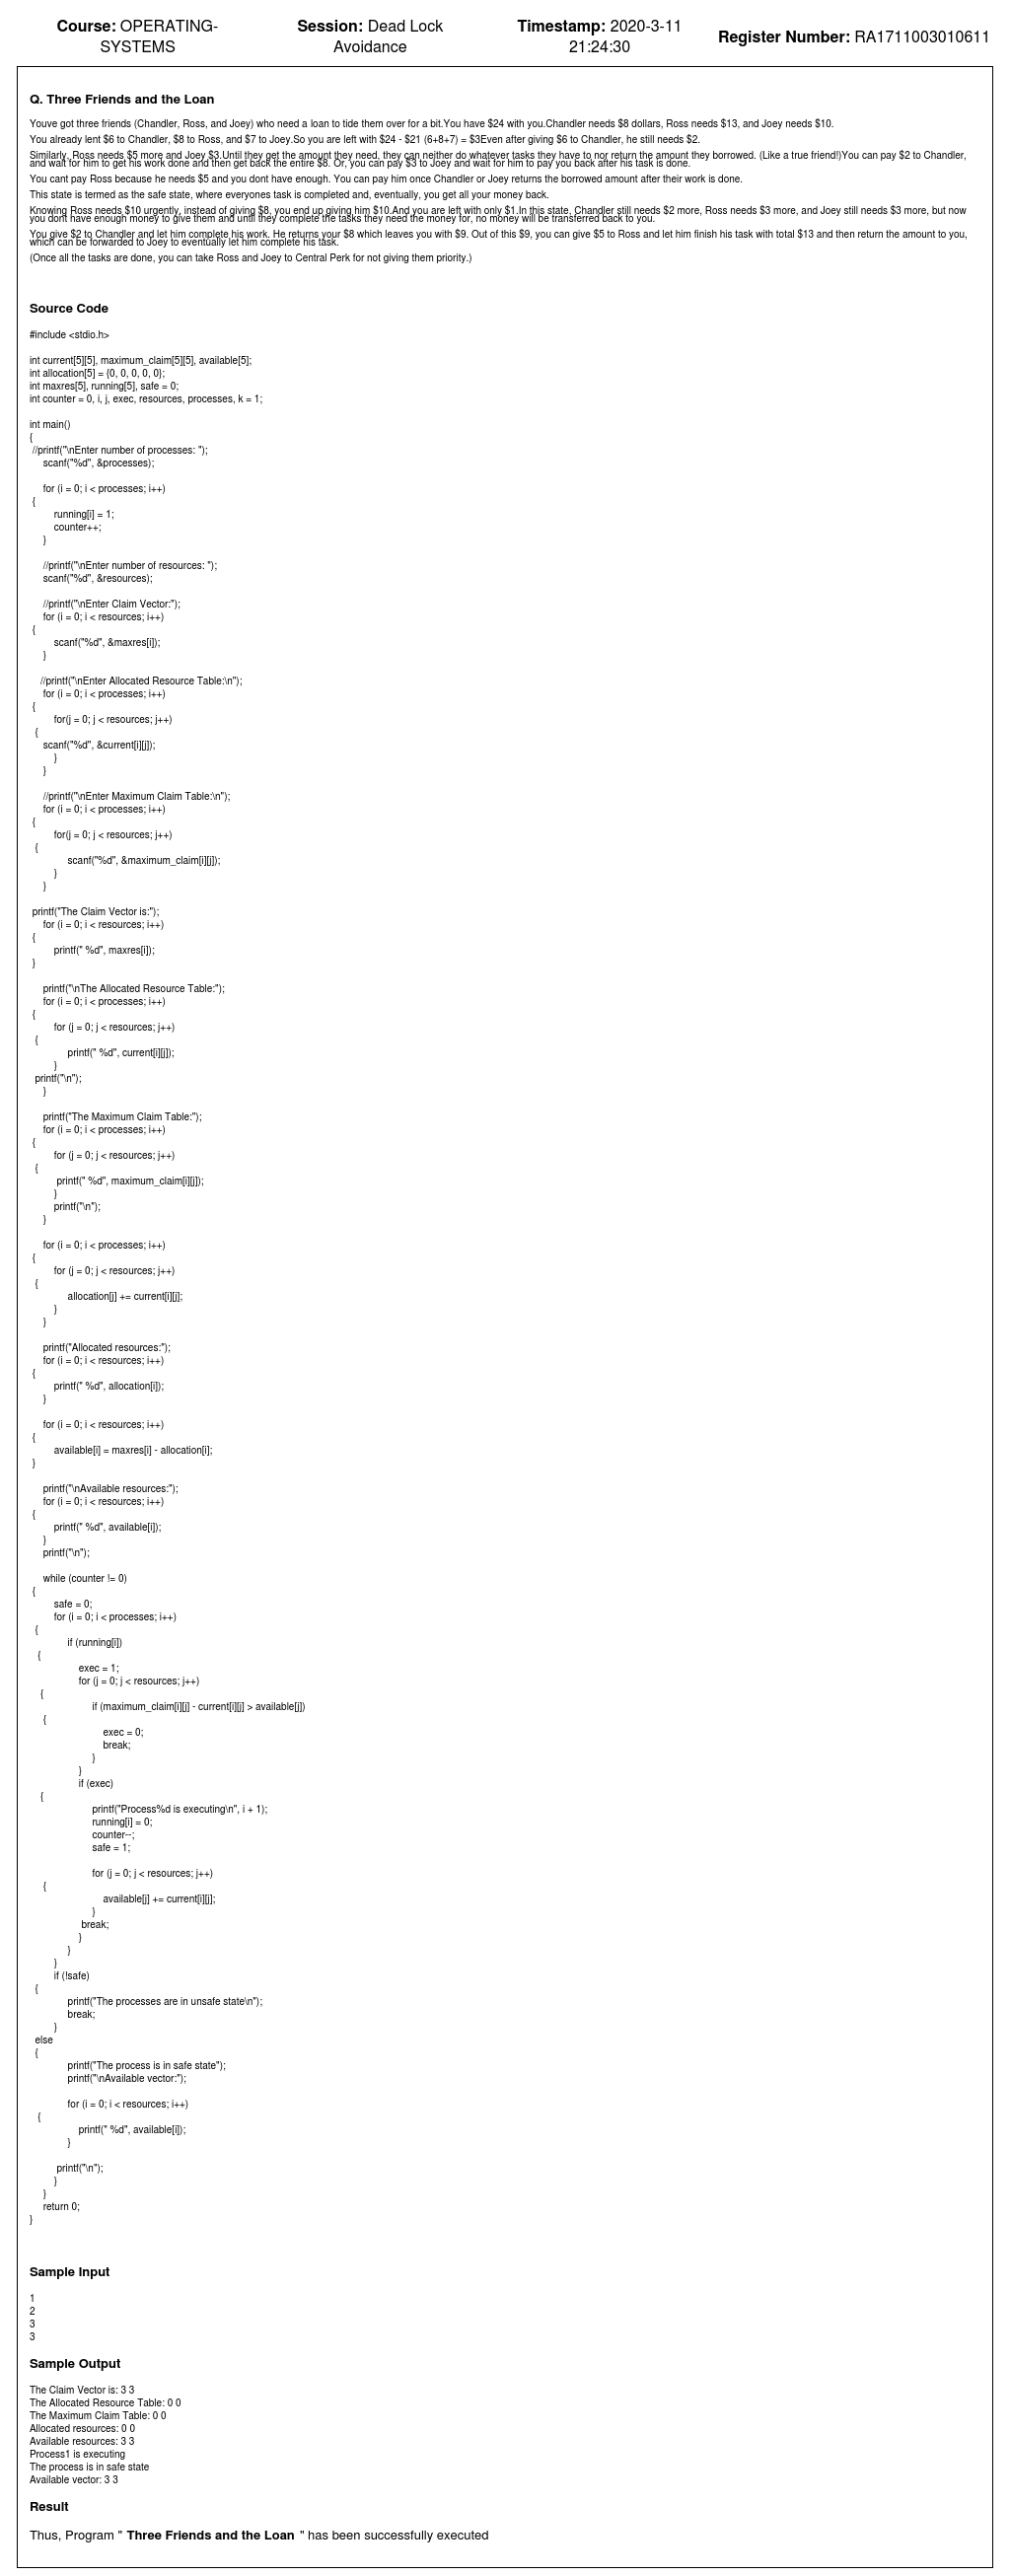 Course: OPERATING-
SYSTEMS
Session: Dead Lock
Avoidance
Timestamp: 2020-3-11
21:24:30
Register Number: RA1711003010611
Q. Three Friends and the Loan
Youve got three friends (Chandler, Ross, and Joey) who need a loan to tide them over for a bit.You have $24 with you.Chandler needs $8 dollars, Ross needs $13, and Joey needs $10.
You already lent $6 to Chandler, $8 to Ross, and $7 to Joey.So you are left with $24 - $21 (6+8+7) = $3Even after giving $6 to Chandler, he still needs $2.
Similarly, Ross needs $5 more and Joey $3.Until they get the amount they need, they can neither do whatever tasks they have to nor return the amount they borrowed. (Like a true friend!)You can pay $2 to Chandler,
and wait for him to get his work done and then get back the entire $8. Or, you can pay $3 to Joey and wait for him to pay you back after his task is done.
You cant pay Ross because he needs $5 and you dont have enough. You can pay him once Chandler or Joey returns the borrowed amount after their work is done.
This state is termed as the safe state, where everyones task is completed and, eventually, you get all your money back.
Knowing Ross needs $10 urgently, instead of giving $8, you end up giving him $10.And you are left with only $1.In this state, Chandler still needs $2 more, Ross needs $3 more, and Joey still needs $3 more, but now
you dont have enough money to give them and until they complete the tasks they need the money for, no money will be transferred back to you.
You give $2 to Chandler and let him complete his work. He returns your $8 which leaves you with $9. Out of this $9, you can give $5 to Ross and let him finish his task with total $13 and then return the amount to you,
which can be forwarded to Joey to eventually let him complete his task.
(Once all the tasks are done, you can take Ross and Joey to Central Perk for not giving them priority.)
Source Code
#include <stdio.h>
int current[5][5], maximum_claim[5][5], available[5];
int allocation[5] = {0, 0, 0, 0, 0};
int maxres[5], running[5], safe = 0;
int counter = 0, i, j, exec, resources, processes, k = 1;
int main()
{
//printf("\nEnter number of processes: ");
scanf("%d", &processes);
for (i = 0; i < processes; i++)
{
running[i] = 1;
counter++;
}
//printf("\nEnter number of resources: ");
scanf("%d", &resources);
//printf("\nEnter Claim Vector:");
for (i = 0; i < resources; i++)
{
scanf("%d", &maxres[i]);
}
//printf("\nEnter Allocated Resource Table:\n");
for (i = 0; i < processes; i++)
{
for(j = 0; j < resources; j++)
{
scanf("%d", &current[i][j]);
}
}
//printf("\nEnter Maximum Claim Table:\n");
for (i = 0; i < processes; i++)
{
for(j = 0; j < resources; j++)
{
scanf("%d", &maximum_claim[i][j]);
}
}
printf("The Claim Vector is:");
for (i = 0; i < resources; i++)
{
printf(" %d", maxres[i]);
}
printf("\nThe Allocated Resource Table:");
for (i = 0; i < processes; i++)
{
for (j = 0; j < resources; j++)
{
printf(" %d", current[i][j]);
}
printf("\n");
}
printf("The Maximum Claim Table:");
for (i = 0; i < processes; i++)
{
for (j = 0; j < resources; j++)
{
printf(" %d", maximum_claim[i][j]);
}
printf("\n");
}
for (i = 0; i < processes; i++)
{
for (j = 0; j < resources; j++)
{
allocation[j] += current[i][j];
}
}
printf("Allocated resources:");
for (i = 0; i < resources; i++)
{
printf(" %d", allocation[i]);
}
for (i = 0; i < resources; i++)
{
available[i] = maxres[i] - allocation[i];
}
printf("\nAvailable resources:");
for (i = 0; i < resources; i++)
{
printf(" %d", available[i]);
}
printf("\n");
while (counter != 0)
{
safe = 0;
for (i = 0; i < processes; i++)
{
if (running[i])
{
exec = 1;
for (j = 0; j < resources; j++)
{
if (maximum_claim[i][j] - current[i][j] > available[j])
{
exec = 0;
break;
}
}
if (exec)
{
printf("Process%d is executing\n", i + 1);
running[i] = 0;
counter--;
safe = 1;
for (j = 0; j < resources; j++)
{
available[j] += current[i][j];
}
break;
}
}
}
if (!safe)
{
printf("The processes are in unsafe state\n");
break;
}
else
{
printf("The process is in safe state");
printf("\nAvailable vector:");
for (i = 0; i < resources; i++)
{
printf(" %d", available[i]);
}
printf("\n");
}
}
return 0;
}
Sample Input
1
2
3
3
Sample Output
The Claim Vector is: 3 3
The Allocated Resource Table: 0 0
The Maximum Claim Table: 0 0
Allocated resources: 0 0
Available resources: 3 3
Process1 is executing
The process is in safe state
Available vector: 3 3
Result
Thus, Program " Three Friends and the Loan " has been successfully executed